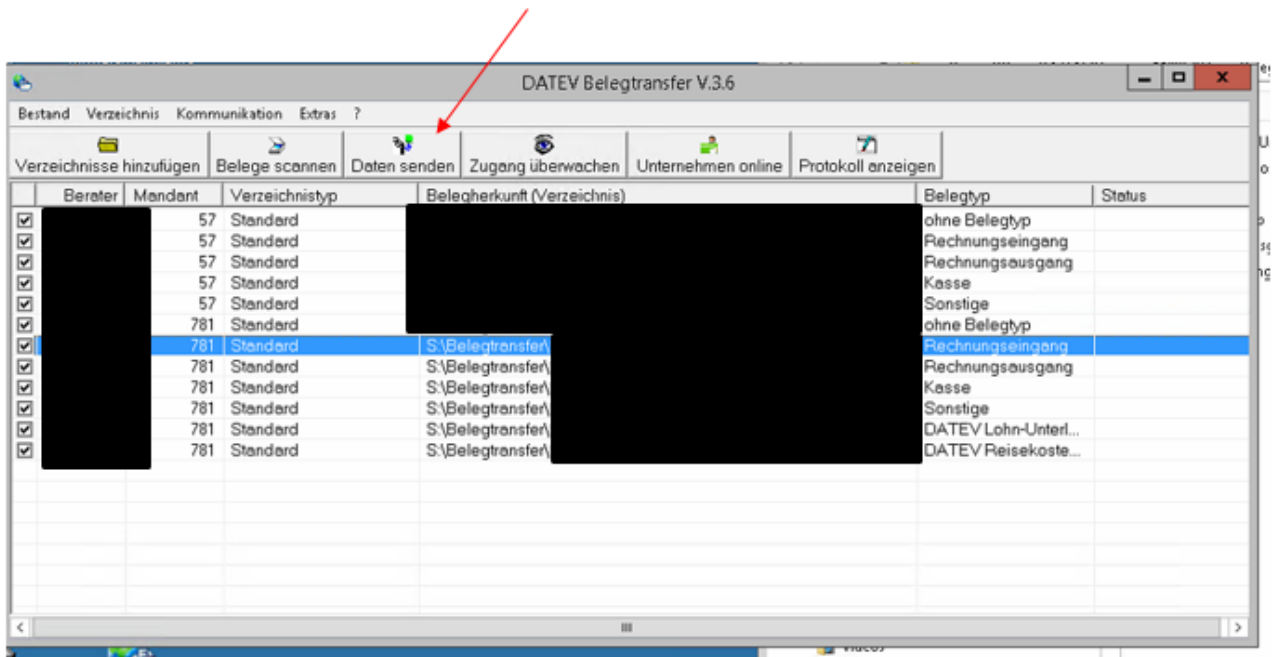 DATEV Belegtransfer V.3.6
Bestand Verzeichnis Kommunikation Extras ?
Verzeichnisse hinzufügen Belege scannen Daten senden Zugang überwachen Unternehmen online Protokoll anzeigen
Berater Mandant Verzeichnistyp Belegherkunft (Verzeichnis) Belegtyp Status
57 Standard ohne Belegtyp
57 Standard Rechnungseingang
57 Standard Rechnungsausgang
57 Standard Kasse
57 Standard Sonstige
781 Standard ohne Belegtyp
781 Standard S:\Belegtransfer\ Rechnungseingang
781 Standard S:\Belegtransfer\ Rechnungsausgang
781 Standard S:\Belegtransfer\ Kasse
781 Standard S:\Belegtransfer\ Sonstige
781 Standard S:\Belegtransfer\ DATEV Lohn-Unterl...
781 Standard S:\Belegtransfer\ DATEV Reisekoste...